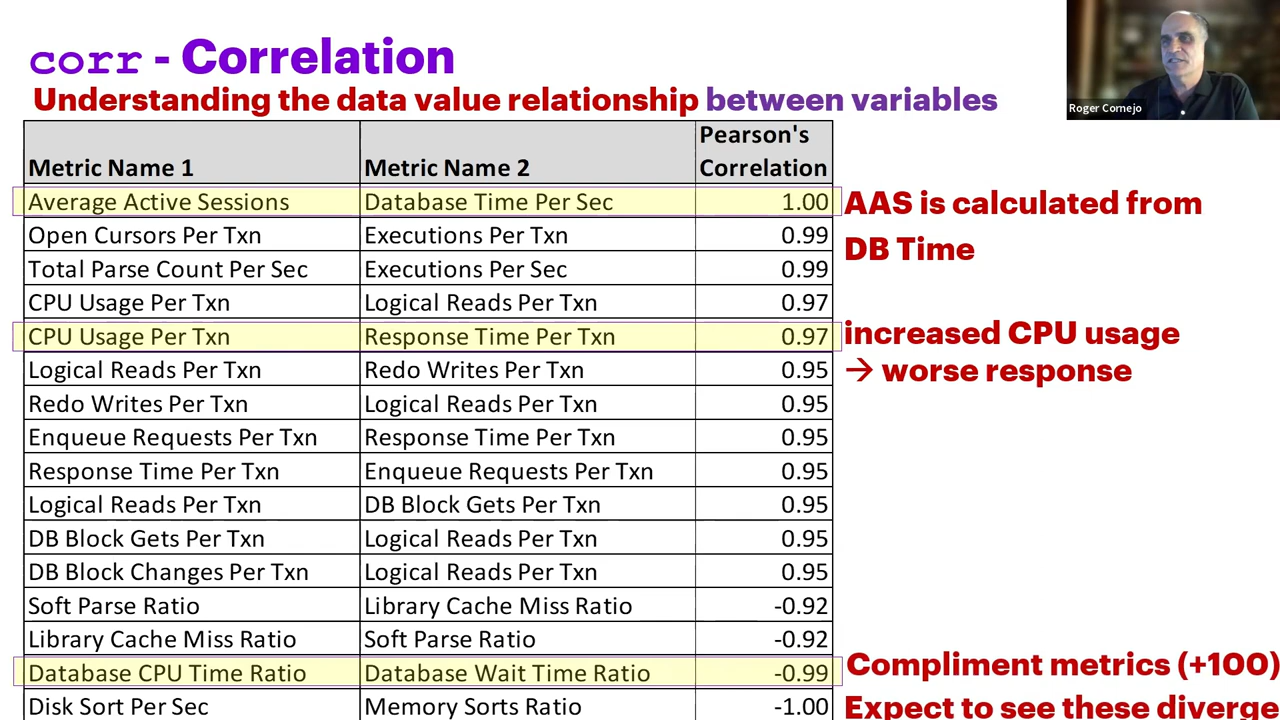 corr - Correlation
Roger Cornejo
Understanding the data value relationship between variables
Metric Name 1 Metric Name 2 Pearson's Correlation
Average Active Sessions Database Time Per Sec 1.00 AAS is calculated from
Open Cursors Per Txn Executions Per Txn 0.99 DB Time
Total Parse Count Per Sec Executions Per Sec 0.99
CPU Usage Per Txn Logical Reads Per Txn 0.97
CPU Usage Per Txn Response Time Per Txn 0.97 increased CPU usage
Logical Reads Per Txn Redo Writes Per Txn 0.95 → worse response
Redo Writes Per Txn Logical Reads Per Txn 0.95
Enqueue Requests Per Txn Response Time Per Txn 0.95
Response Time Per Txn Enqueue Requests Per Txn 0.95
Logical Reads Per Txn DB Block Gets Per Txn 0.95
DB Block Gets Per Txn Logical Reads Per Txn 0.95
DB Block Changes Per Txn Logical Reads Per Txn 0.95
Soft Parse Ratio Library Cache Miss Ratio -0.92
Library Cache Miss Ratio Soft Parse Ratio -0.92
Database CPU Time Ratio Database Wait Time Ratio -0.99 Compliment metrics (+100)
Disk Sort Per Sec Memory Sorts Ratio -1.00 Expect to see these diverge